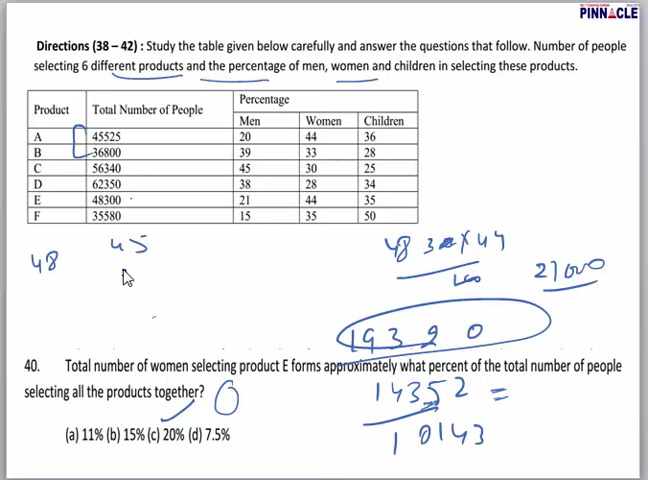 PINNACLE
Directions (38 – 42) : Study the table given below carefully and answer the questions that follow. Number of people
selecting 6 different products and the percentage of men, women and children in selecting these products.
Product Total Number of People Percentage
Men Women Children
A 45525 20 44 36
B 36800 39 33 28
C 56340 45 30 25
D 62350 38 28 34
E 48300 21 44 35
F 35580 15 35 50
45
48
19320
14352 =
10143
40. Total number of women selecting product E forms approximately what percent of the total number of people
selecting all the products together?
(a) 11% (b) 15% (c) 20% (d) 7.5%